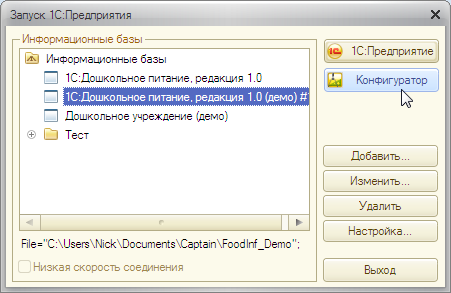 Запуск 1С:Предприятия
Информационные базы
Информационные базы
1С:Дошкольное питание, редакция 1.0
1С:Дошкольное питание, редакция 1.0 (демо) #
Дошкольное учреждение (демо)
Тест
File="C:\Users\Nick\Documents\Captain\FoodInf_Demo";
Низкая скорость соединения
1С:Предприятие
Конфигуратор
Добавить...
Изменить...
Удалить
Настройка...
Выход